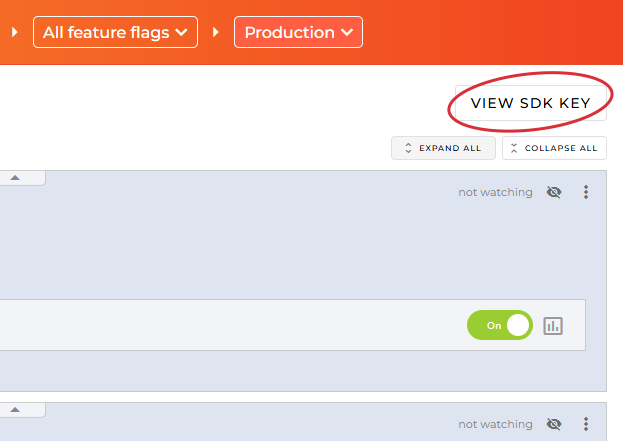 All feature flags
Production
VIEW SDK KEY
EXPAND ALL
COLLAPSE ALL
not watching
On
not watching